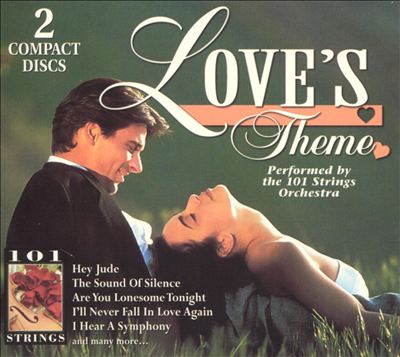 2
COMPACT
DISCS
LOVE'S
Theme
Performed by
the 101 Strings
Orchestra
101
STRINGS
Hey Jude
The Sound Of Silence
Are You Lonesome Tonight
I'll Never Fall In Love Again
I Hear A Symphony
and many more...